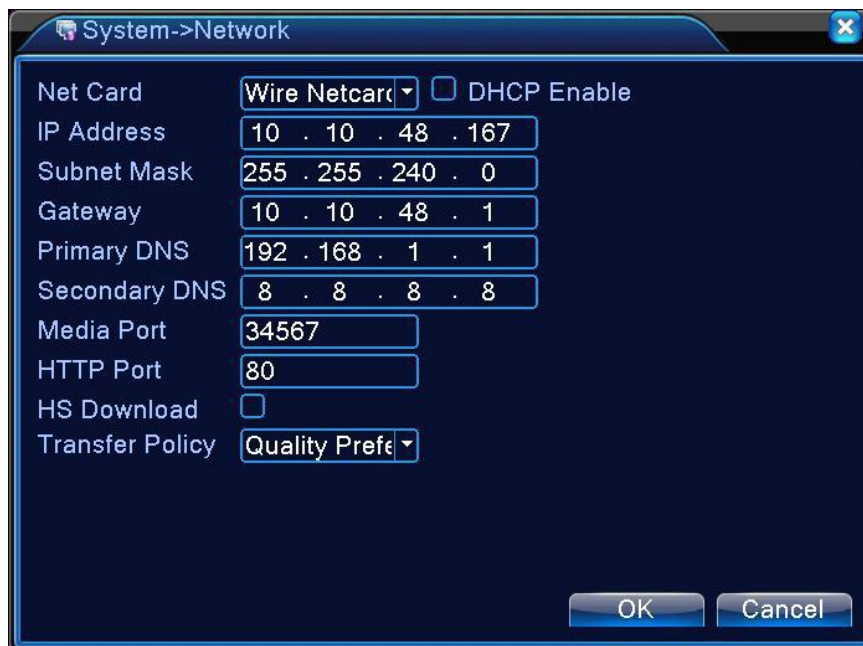 System->Network
Net Card Wire Netcar DHCP Enable
IP Address 10 . 10 . 48 . 167
Subnet Mask 255 . 255 . 240 . 0
Gateway 10 . 10 . 48 . 1
Primary DNS 192 . 168 . 1 . 1
Secondary DNS 8 . 8 . 8 . 8
Media Port 34567
HTTP Port 80
HS Download
Transfer Policy Quality Prefe
OK Cancel